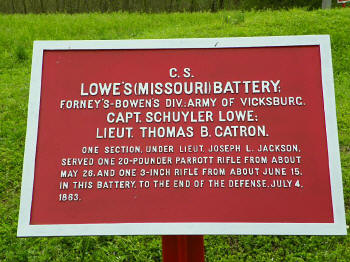 C.S.
LOWE'S (MISSOURI) BATTERY;
FORNEY'S-BOWEN'S DIV.: ARMY OF VICKSBURG.
CAPT. SCHUYLER LOWE;
LIEUT. THOMAS B. CATRON.
ONE SECTION, UNDER LIEUT. JOSEPH L. JACKSON,
SERVED ONE 20-POUNDER PARROTT RIFLE FROM ABOUT
MAY 26, AND ONE 3-INCH RIFLE FROM ABOUT JUNE 15,
IN THIS BATTERY, TO THE END OF THE DEFENSE, JULY 4,
1863.